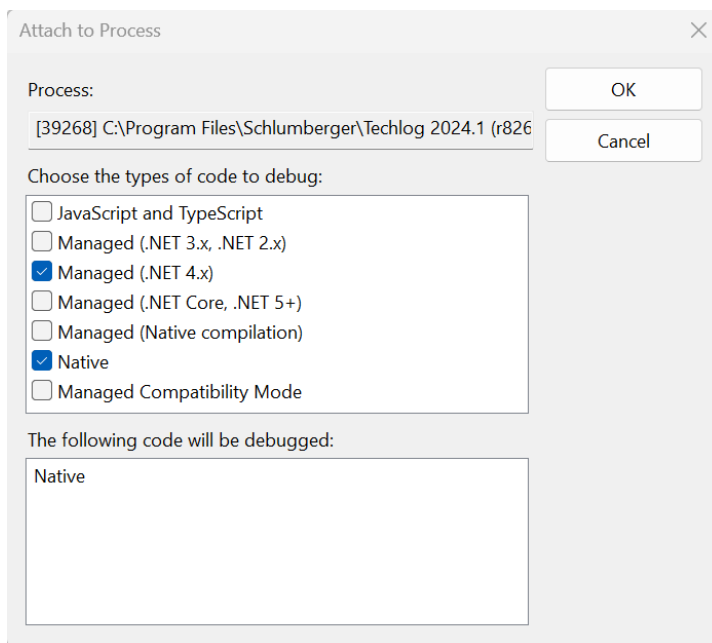 Attach to Process
Process:
OK
[39268] C:\Program Files\Schlumberger\Techlog 2024.1 (r826
Cancel
Choose the types of code to debug:
JavaScript and TypeScript
Managed (.NET 3.x, .NET 2.x)
Managed (.NET 4.x)
Managed (.NET Core, .NET 5+)
Managed (Native compilation)
Native
Managed Compatibility Mode
The following code will be debugged:
Native